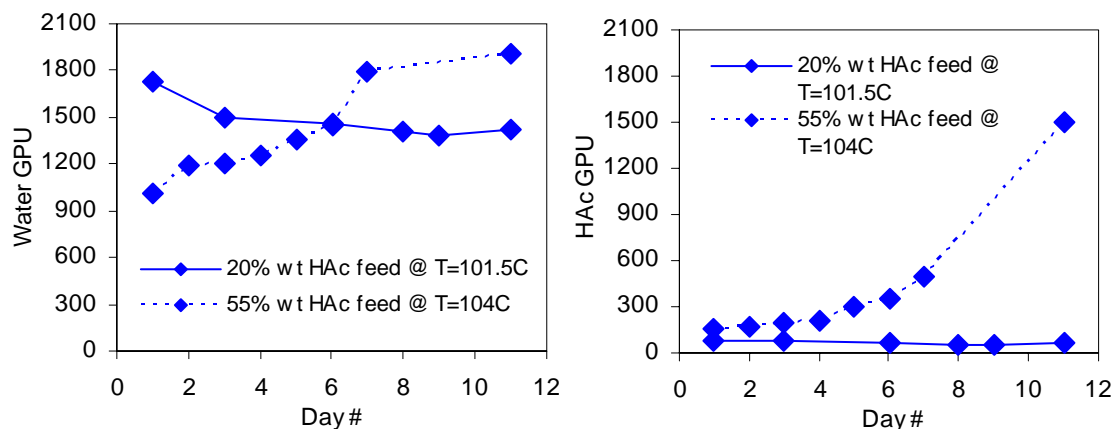 2100
1800
1500
1200
900
600
300
0
Water GPU
20% wt HAc feed @ T=101.5C
55% wt HAc feed @ T=104C
0 2 4 6 8 10 12
Day #
2100
1800
1500
1200
900
600
300
0
HAc GPU
20% wt HAc feed @
T=101.5C
55% wt HAc feed @
T=104C
0 2 4 6 8 10 12
Day #